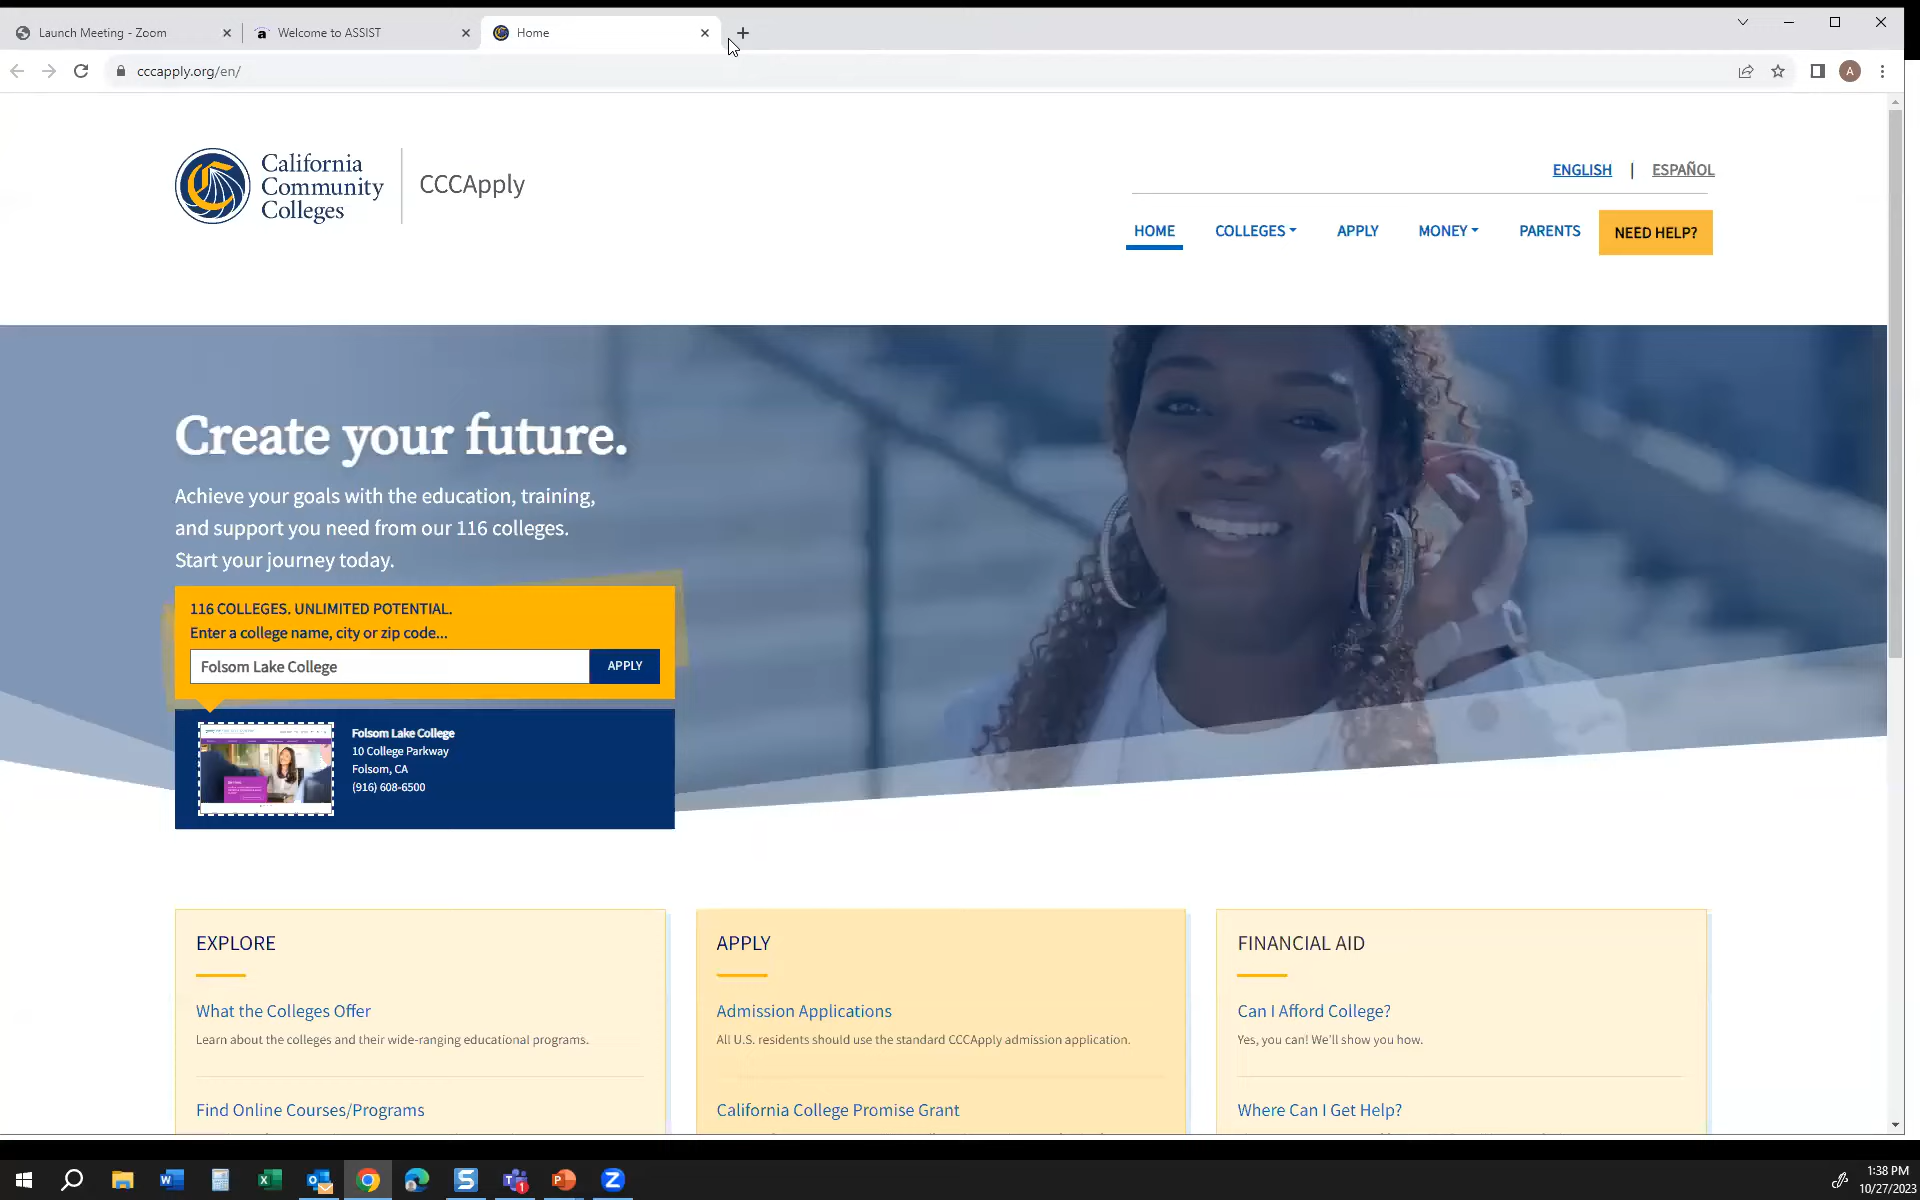 Launch Meeting - Zoom
Welcome to ASSIST
Home
cccapply.org/en/
A
California
Community
Colleges
CCCApply
ENGLISH | ESPAÑOL
HOME
COLLEGES
APPLY
MONEY
PARENTS
NEED HELP?
Create your future.
Achieve your goals with the education, training,
and support you need from our 116 colleges.
Start your journey today.
116 COLLEGES. UNLIMITED POTENTIAL.
Enter a college name, city or zip code...
Folsom Lake College
APPLY
Folsom Lake College
10 College Parkway
Folsom, CA
(916) 608-6500
EXPLORE
What the Colleges Offer
Learn about the colleges and their wide-ranging educational programs.
Find Online Courses/Programs
APPLY
Admission Applications
All U.S. residents should use the standard CCCApply admission application.
California College Promise Grant
FINANCIAL AID
Can I Afford College?
Yes, you can! We'll show you how.
Where Can I Get Help?
1:38 PM
10/27/2023